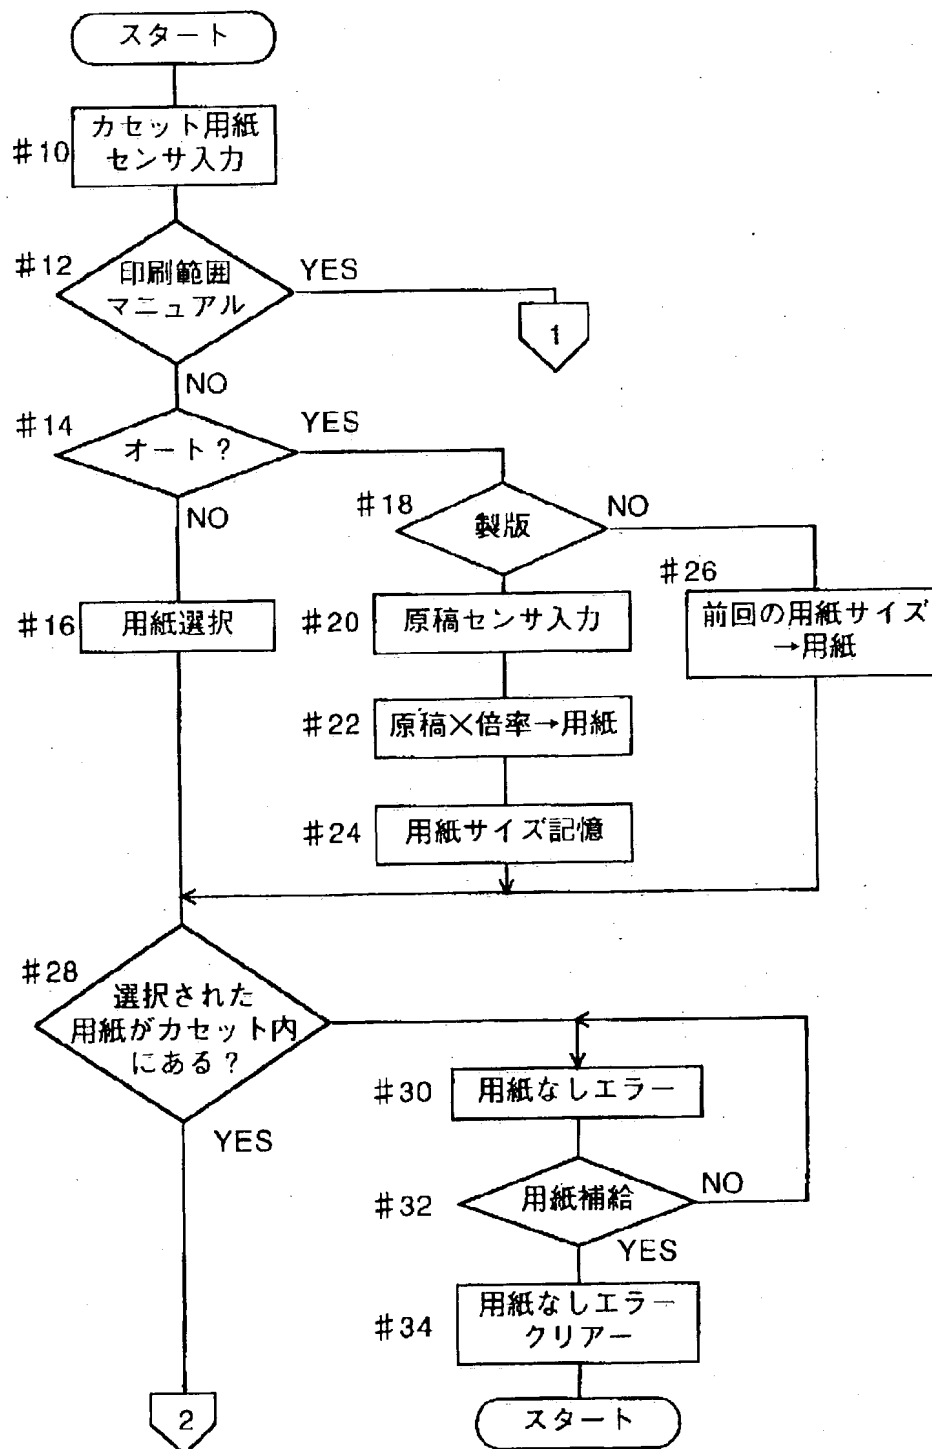 スタート
#10
カセット用紙
センサ入力
#12
印刷範囲
マニュアル
YES
1
NO
#14
オート?
YES
NO
#18
製版
NO
#16
用紙選択
#20
原稿センサ入力
#26
前回の用紙サイズ
→用紙
#22
原稿×倍率→用紙
#24
用紙サイズ記憶
#28
選択された
用紙がカセット内
にある?
YES
#30
用紙なしエラー
#32
用紙補給
NO
YES
#34
用紙なしエラー
クリアー
2
スタート